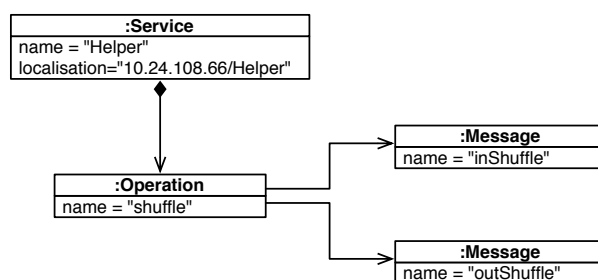 :Service
name = "Helper"
localisation="10.24.108.66/Helper"
:Message
name = "inShuffle"
:Operation
name = "shuffle"
:Message
name = "outShuffle"